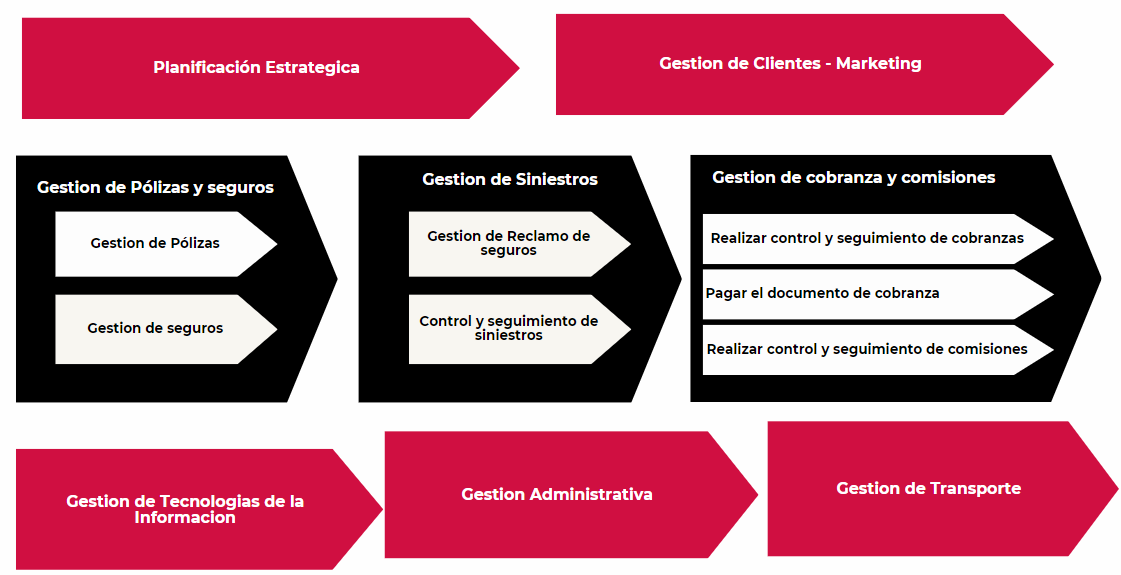 Planificación Estrategica
Gestion de Clientes - Marketing
Gestion de Pólizas y seguros
Gestion de Pólizas
Gestion de seguros
Gestion de Siniestros
Gestion de Reclamo de
seguros
Control y seguimiento de
siniestros
Gestion de cobranza y comisiones
Realizar control y seguimiento de cobranzas
Pagar el documento de cobranza
Realizar control y seguimiento de comisiones
Gestion de Tecnologias de la
Informacion
Gestion Administrativa
Gestion de Transporte